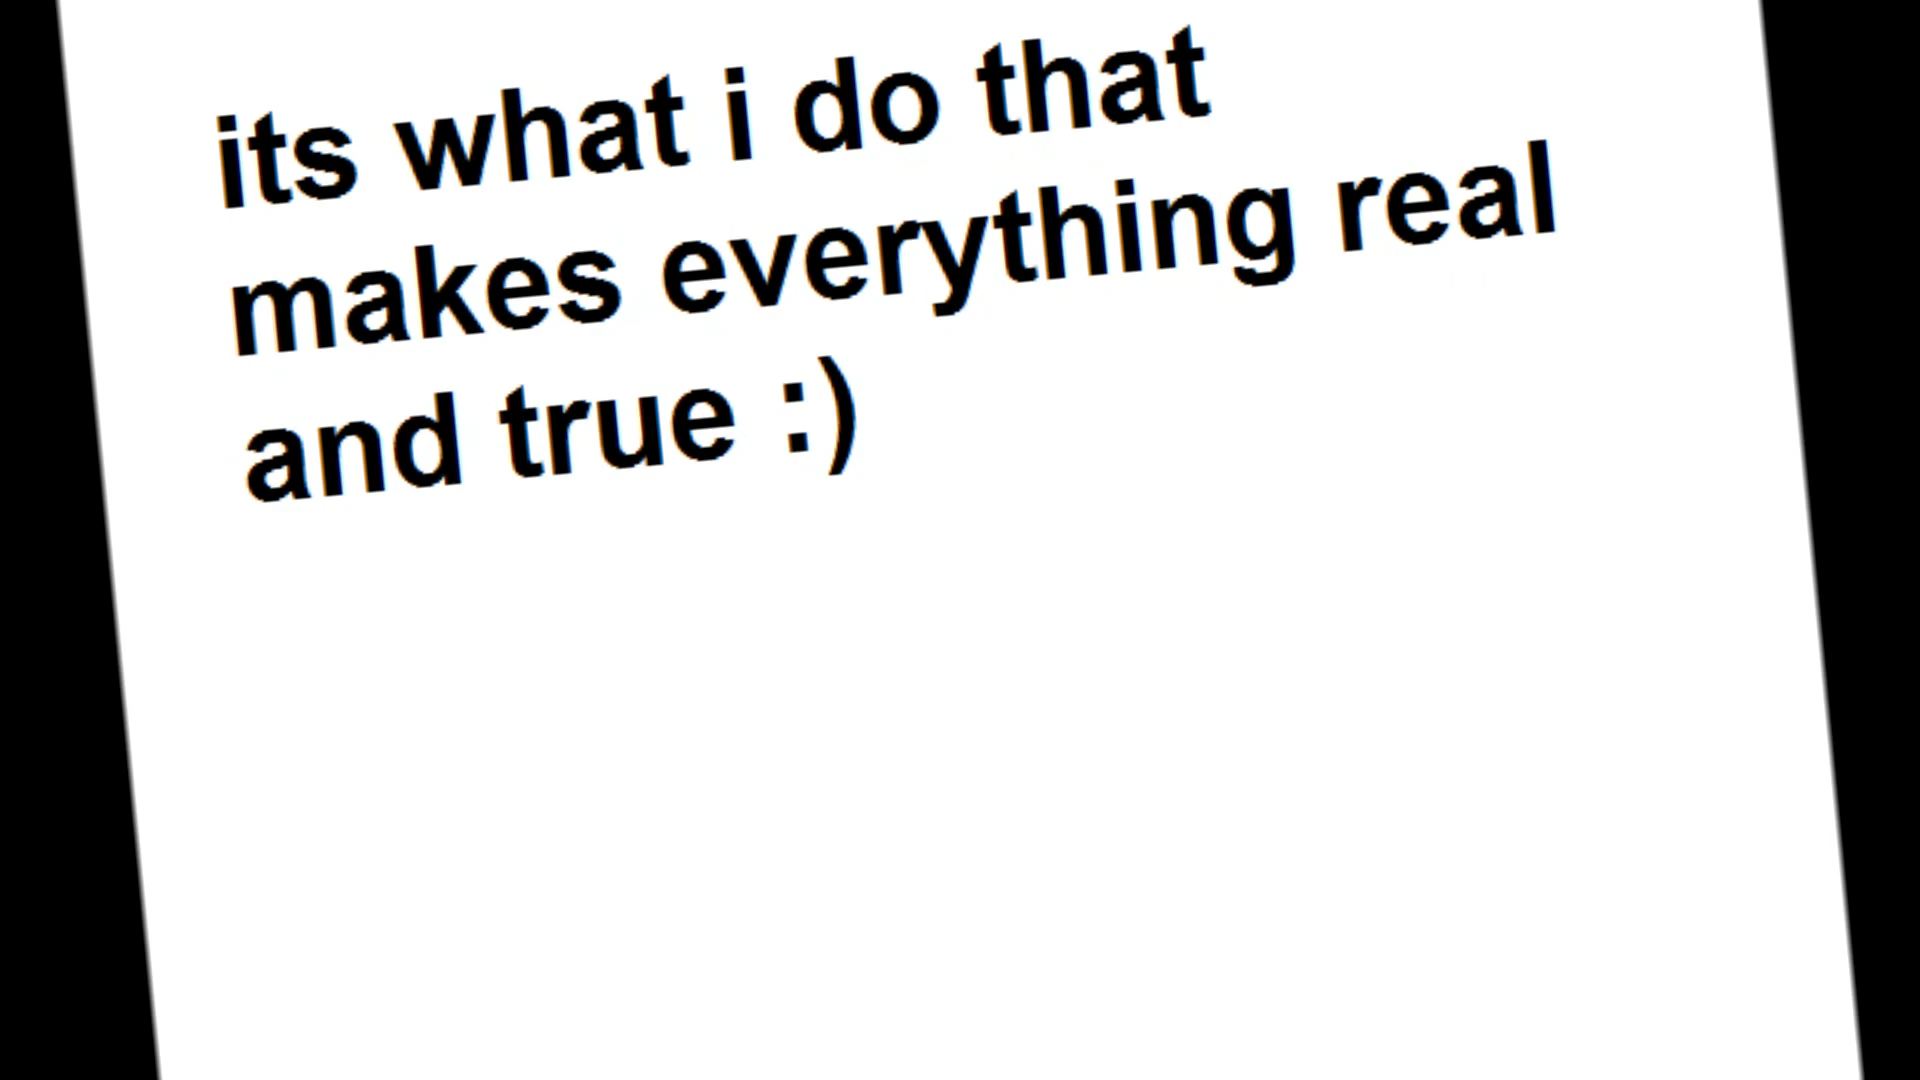 its what i do that
makes everything real
and true :)